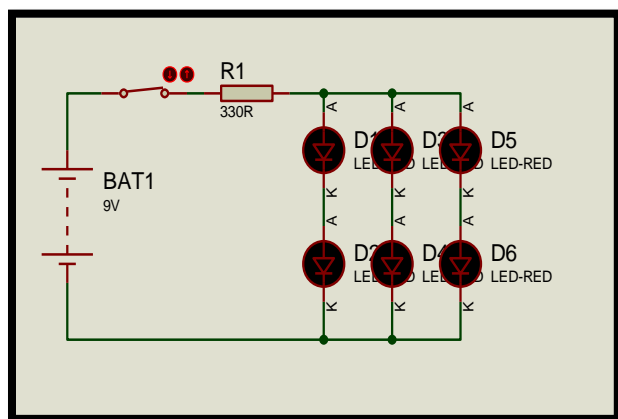 R1
330R
BAT1
9V
A
A
A
D1
D3
D5
LED-RED
K
K
K
A
A
A
D2
D4
D6
LED-RED
K
K
K